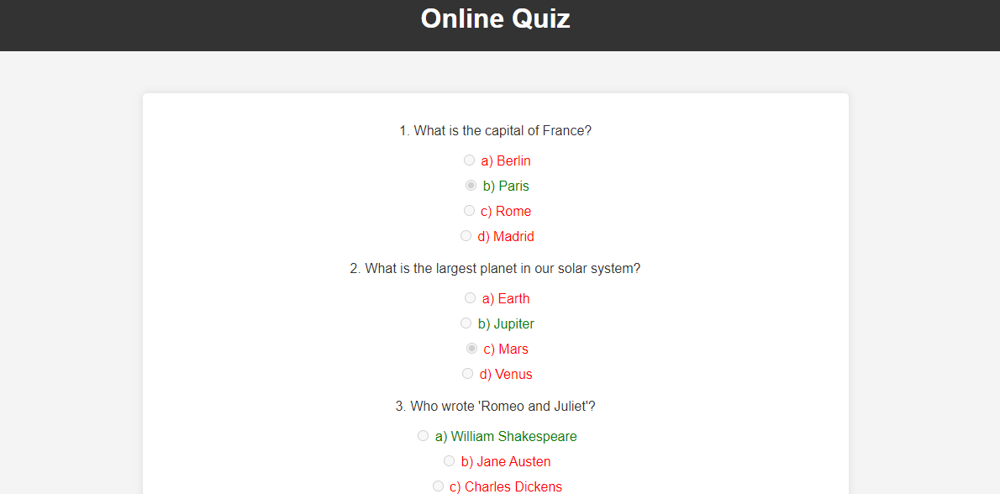 Online Quiz
1. What is the capital of France?
a) Berlin
b) Paris
c) Rome
d) Madrid
2. What is the largest planet in our solar system?
a) Earth
b) Jupiter
c) Mars
d) Venus
3. Who wrote 'Romeo and Juliet'?
a) William Shakespeare
b) Jane Austen
c) Charles Dickens